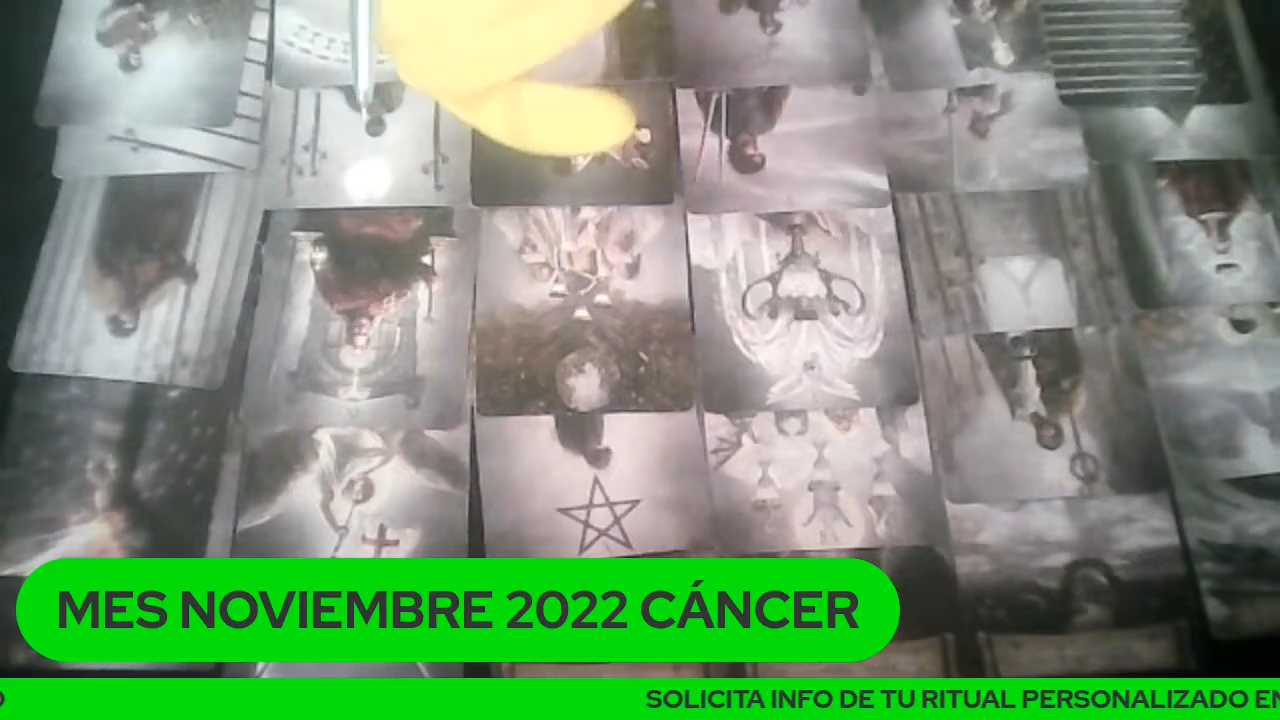 MES NOVIEMBRE 2022 CÁNCER
SOLICITA INFO DE TU RITUAL PERSONALIZADO EN